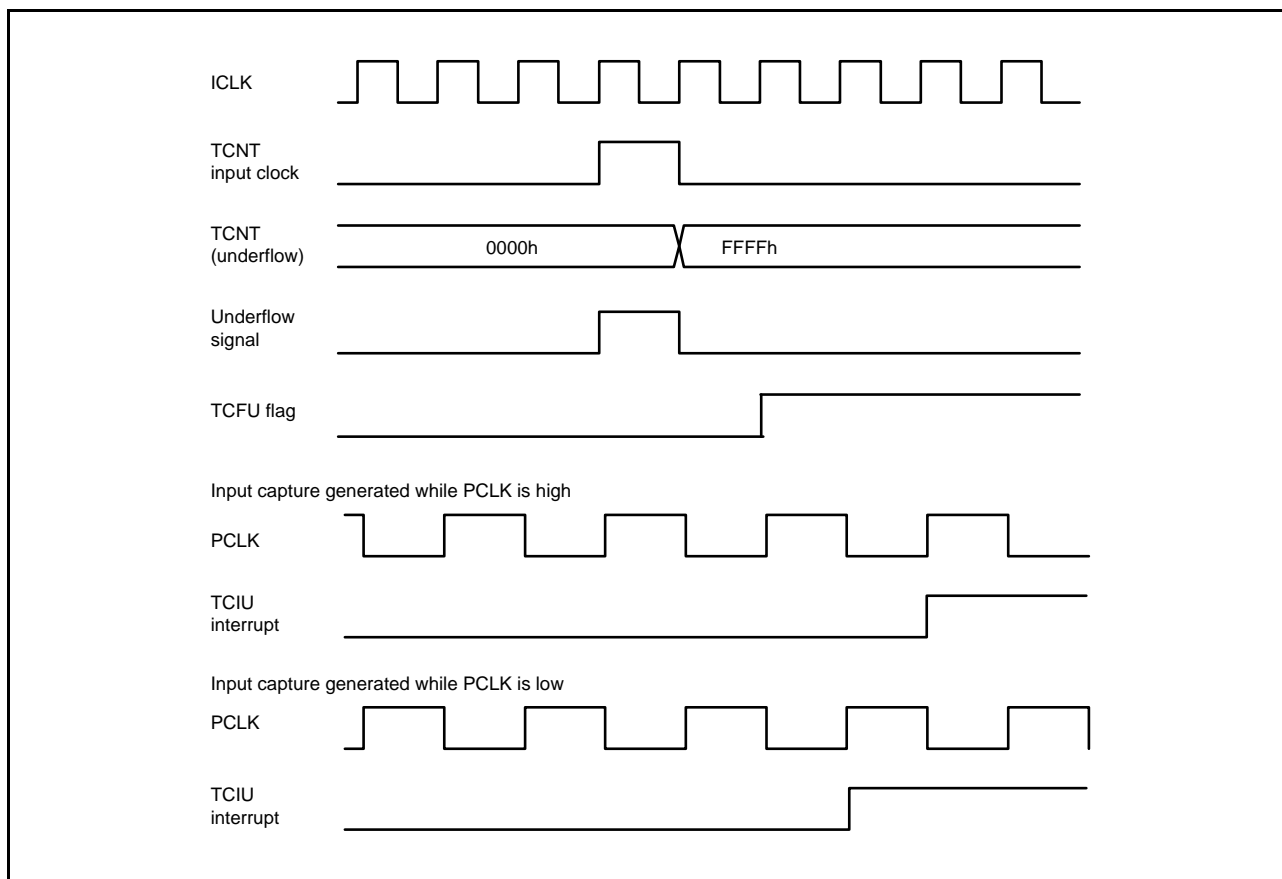 ICLK
TCNT
input clock
TCNT
(underflow)
0000h
FFFFh
Underflow
signal
TCFU flag
Input capture generated while PCLK is high
PCLK
TCIU
interrupt
Input capture generated while PCLK is low
PCLK
TCIU
interrupt